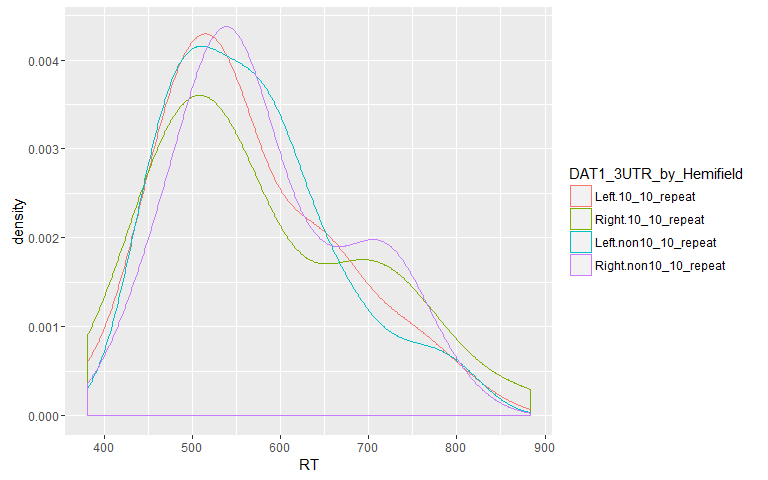 0.004
0.003
0.002
0.001
0.000
density
400
500
600
700
800
900
RT
DAT1_3UTR_by_Hemifield
Left.10_10_repeat
Right.10_10_repeat
Left.non10_10_repeat
Right.non10_10_repeat